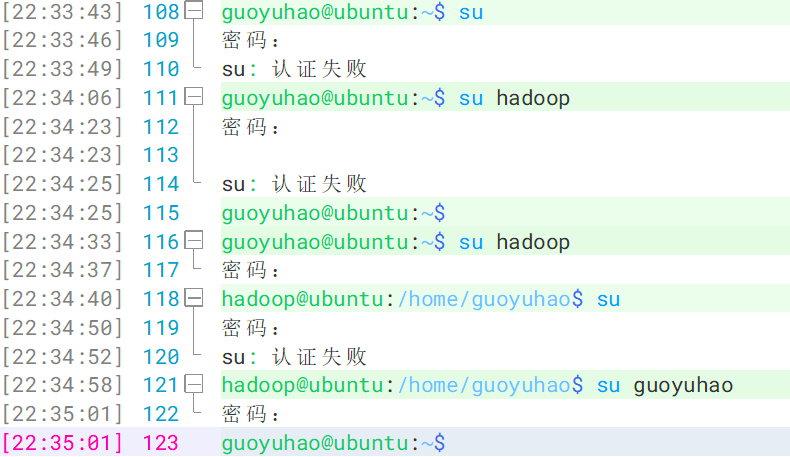 [22:33:43] 108 guoyuhao@ubuntu:~$ su
[22:33:46] 109 密码：
[22:33:49] 110 su: 认证失败
[22:34:06] 111 guoyuhao@ubuntu:~$ su hadoop
[22:34:23] 112 密码：
[22:34:23] 113
[22:34:25] 114 su: 认证失败
[22:34:25] 115 guoyuhao@ubuntu:~$
[22:34:33] 116 guoyuhao@ubuntu:~$ su hadoop
[22:34:37] 117 密码：
[22:34:40] 118 hadoop@ubuntu:/home/guoyuhao$ su
[22:34:50] 119 密码：
[22:34:52] 120 su: 认证失败
[22:34:58] 121 hadoop@ubuntu:/home/guoyuhao$ su guoyuhao
[22:35:01] 122 密码：
[22:35:01] 123 guoyuhao@ubuntu:~$